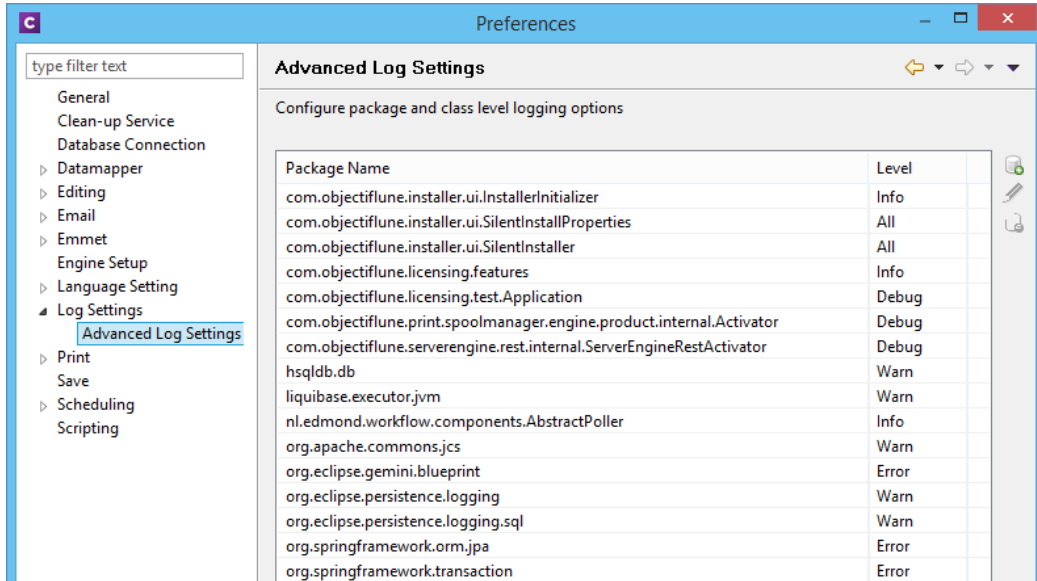 C
Preferences
type filter text
General
Clean-up Service
Database Connection
Datamapper
Editing
Email
Emmet
Engine Setup
Language Setting
Log Settings
Advanced Log Settings
Print
Save
Scheduling
Scripting
Advanced Log Settings
Configure package and class level logging options
Package Name Level
com.objectiflune.installer.ui.InstallerInitializer Info
com.objectiflune.installer.ui.SilentInstallProperties All
com.objectiflune.installer.ui.SilentInstaller All
com.objectiflune.licensing.features Info
com.objectiflune.licensing.test.Application Debug
com.objectiflune.print.spoolmanager.engine.product.internal.Activator Debug
com.objectiflune.serverengine.rest.internal.ServerEngineRestActivator Debug
hsqldb.db Warn
liquibase.executor.jvm Warn
nl.edmond.workflow.components.AbstractPoller Info
org.apache.commons.jcs Warn
org.eclipse.gemini.blueprint Error
org.eclipse.persistence.logging Warn
org.eclipse.persistence.logging.sql Warn
org.springframework.orm.jpa Error
org.springframework.transaction Error